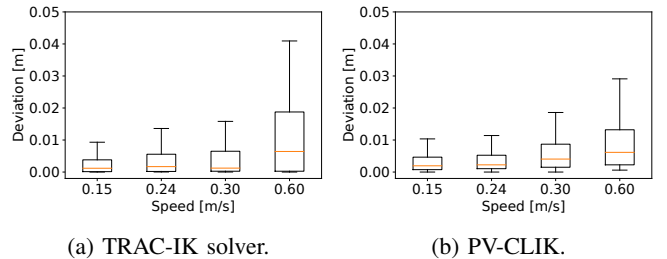 0.05
0.04
0.03
0.02
0.01
0.00
Deviation [m]
0.15 0.24 0.30 0.60
Speed [m/s]
(a) TRAC-IK solver.
0.05
0.04
0.03
0.02
0.01
0.00
Deviation [m]
0.15 0.24 0.30 0.60
Speed [m/s]
(b) PV-CLIK.